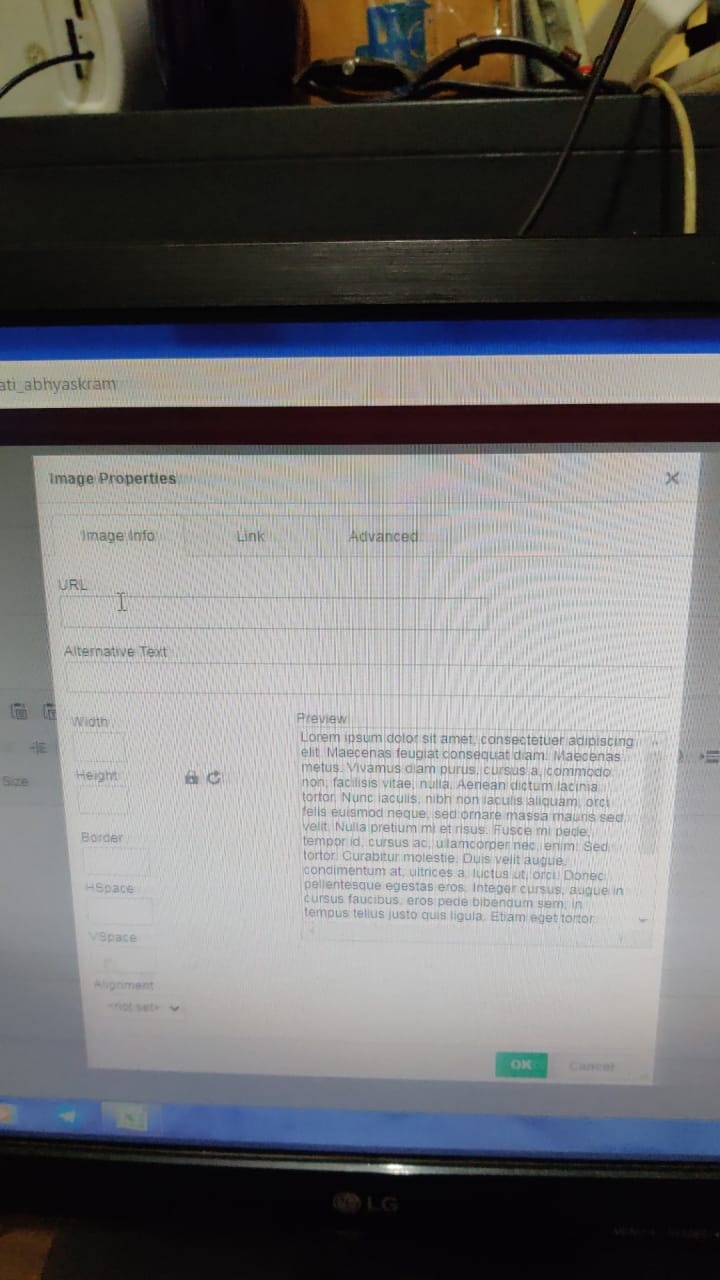 ati_abhyaskram
Image Properties
Image Info
Link
Advanced
URL
Alternative Text
Width
Preview
Lorem ipsum dolor sit amet, consectetuer adipiscing
elit. Maecenas feugiat consequat diam. Maecenas
metus. Vivamus diam purus, cursus a, commodo
non, facilisis vitae, nulla. Aenean dictum lacinia
tortor. Nunc iaculis, nibh non iaculis aliquam, orci
felis euismod neque, sed ornare massa mauris sed
velit. Nulla pretium mi et risus. Fusce mi pede,
tempor id, cursus ac, ullamcorper nec, enim. Sed
tortor. Curabitur molestie. Duis velit augue,
condimentum at, ultrices a, luctus ut, orci. Donec
pellentesque egestas eros. Integer cursus, augue in
cursus faucibus, eros pede bibendum sem, in
tempus tellus justo quis ligula. Etiam eget tortor.
Height
Size
Border
HSpace
VSpace
Alignment
<not set>
OK
Cancel
LG